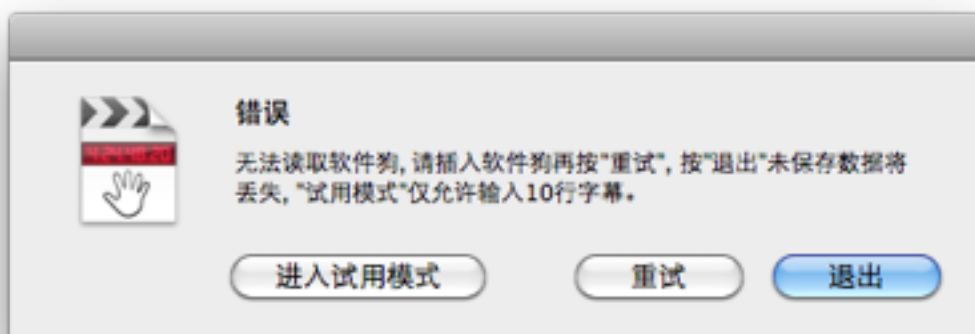 错误
无法读取软件狗, 请插入软件狗再按"重试", 按"退出"未保存数据将
丢失, "试用模式"仅允许输入10行字幕。
进入试用模式
重试
退出